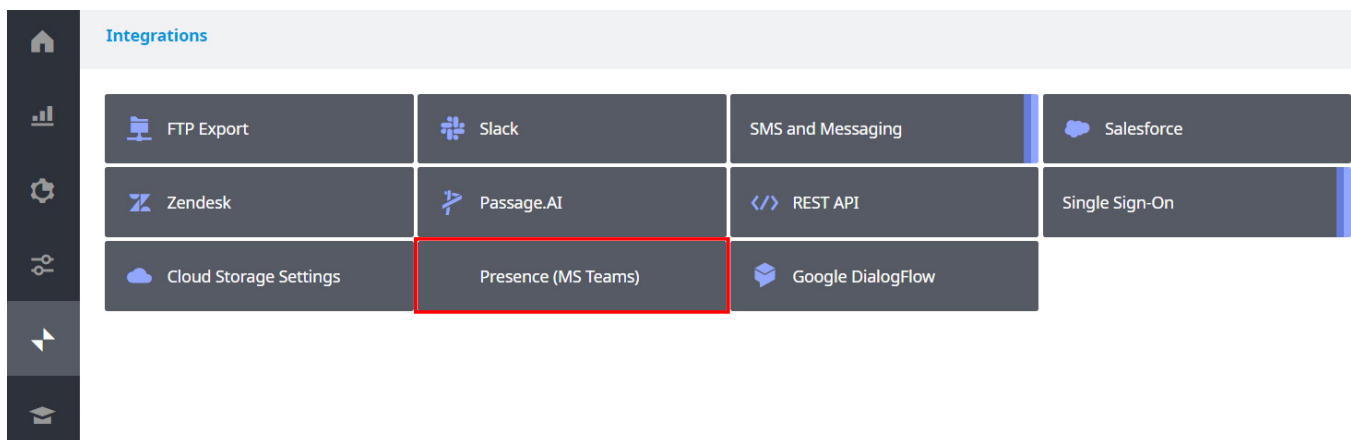 Integrations
FTP Export
Slack
SMS and Messaging
Salesforce
Zendesk
Passage.AI
</> REST API
Single Sign-On
Cloud Storage Settings
Presence (MS Teams)
Google DialogFlow